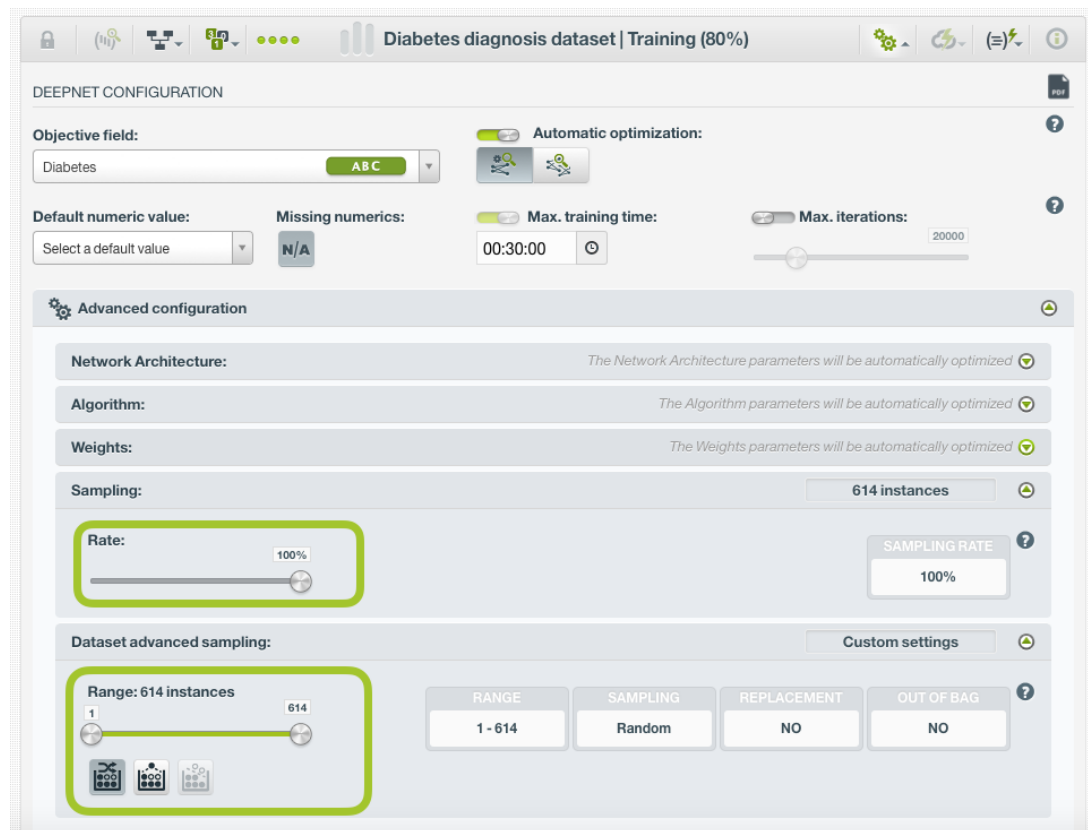 Diabetes diagnosis dataset | Training (80%)
DEEPNET CONFIGURATION
PDF
Objective field:
Automatic optimization:
?
Diabetes
ABC
Default numeric value:
Missing numerics:
Max. training time:
Max. iterations:
?
Select a default value
N/A
00:30:00
20000
Advanced configuration
Network Architecture:
The Network Architecture parameters will be automatically optimized
Algorithm:
The Algorithm parameters will be automatically optimized
Weights:
The Weights parameters will be automatically optimized
Sampling:
614 instances
Rate:
100%
SAMPLING RATE
100%
?
Dataset advanced sampling:
Custom settings
Range: 614 instances
1
614
RANGE
SAMPLING
REPLACEMENT
OUT OF BAG
?
1 - 614
Random
NO
NO